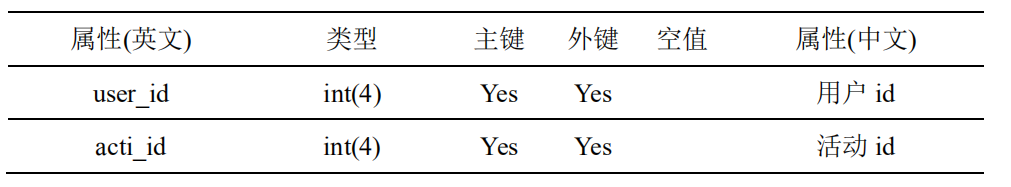 属性(英文) 类型 主键 外键 空值 属性(中文)
user_id int(4) Yes Yes 用户 id
acti_id int(4) Yes Yes 活动 id